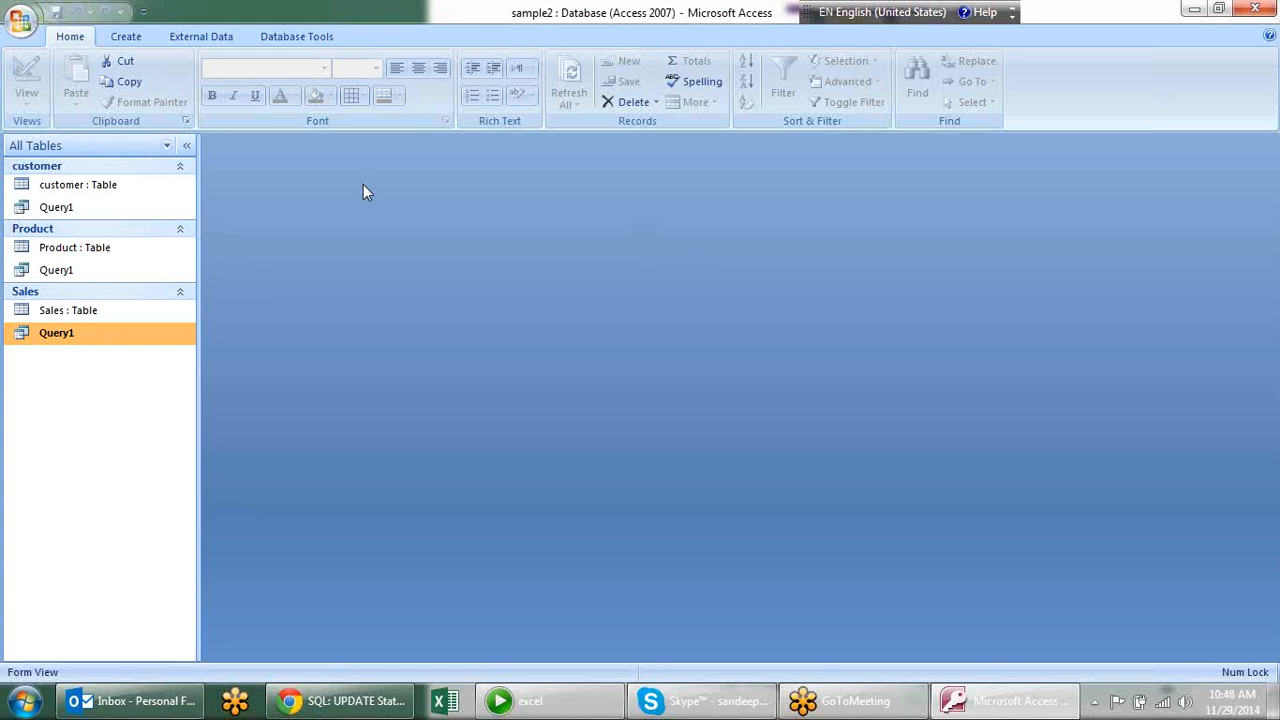 sample2 : Database (Access 2007) - Microsoft Access
EN English (United States)
Help
Home
Create
External Data
Database Tools
View
Views
Paste
Cut
Copy
Format Painter
Clipboard
B I U A
Font
Rich Text
Refresh
All
New
Save
Delete
Totals
Spelling
More
Records
Filter
Selection
Advanced
Toggle Filter
Sort & Filter
Find
Replace
Go To
Select
Find
All Tables
customer
customer : Table
Query1
Product
Product : Table
Query1
Sales
Sales : Table
Query1
Form View
Num Lock
Inbox - Personal F...
SQL: UPDATE Stat...
excel
Skype™ - sandeep...
GoToMeeting
Microsoft Access ...
10:48 AM
11/29/2014